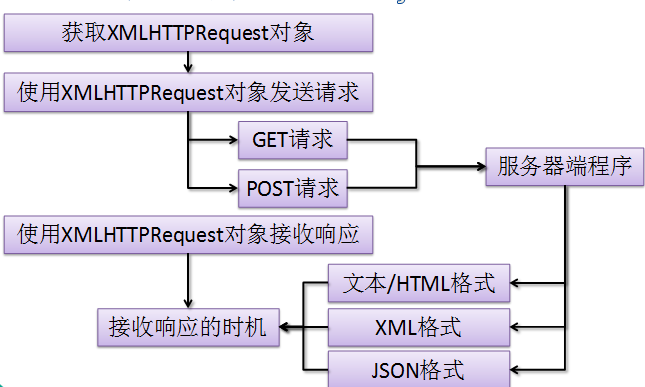 获取XMLHTTPRequest对象
使用XMLHTTPRequest对象发送请求
GET请求
POST请求
服务器端程序
使用XMLHTTPRequest对象接收响应
接收响应的时机
文本/HTML格式
XML格式
JSON格式